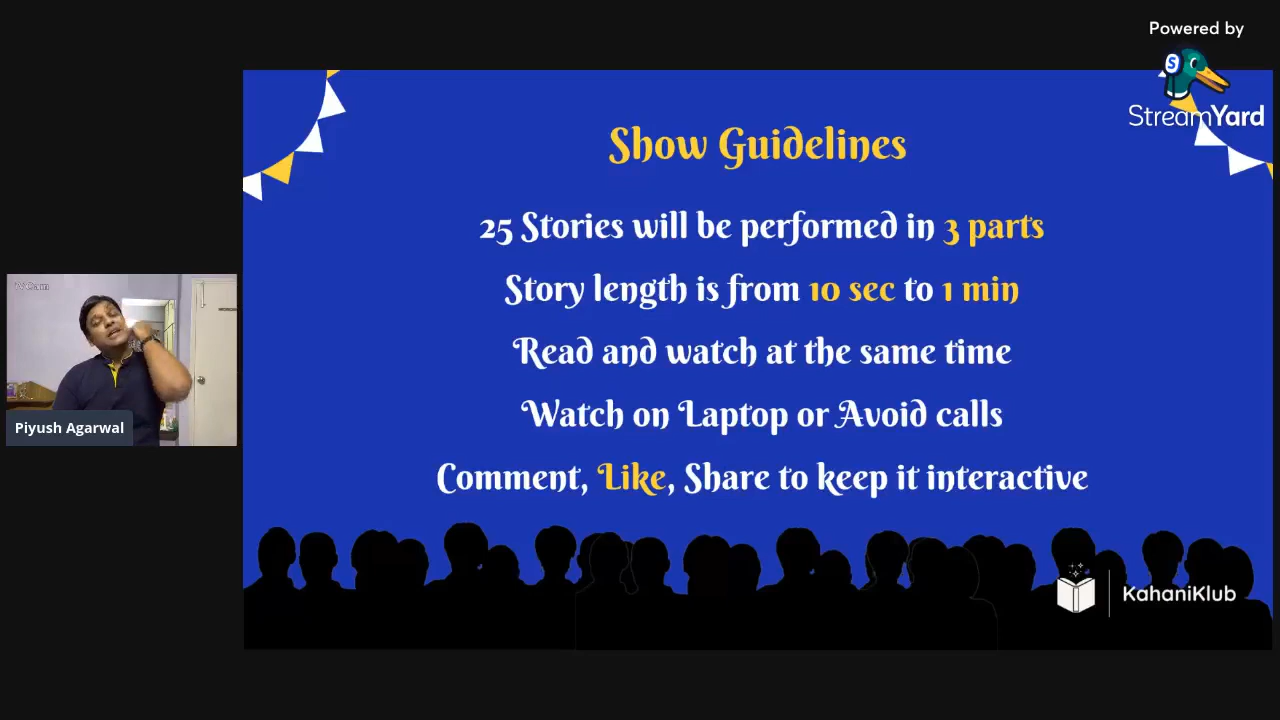 Powered by
StreamYard
Show Guidelines
25 Stories will be performed in 3 parts
Story length is from 10 sec to 1 min
Read and watch at the same time
Watch on Laptop or Avoid calls
Comment, Like, Share to keep it interactive
Piyush Agarwal
KahaniKlub